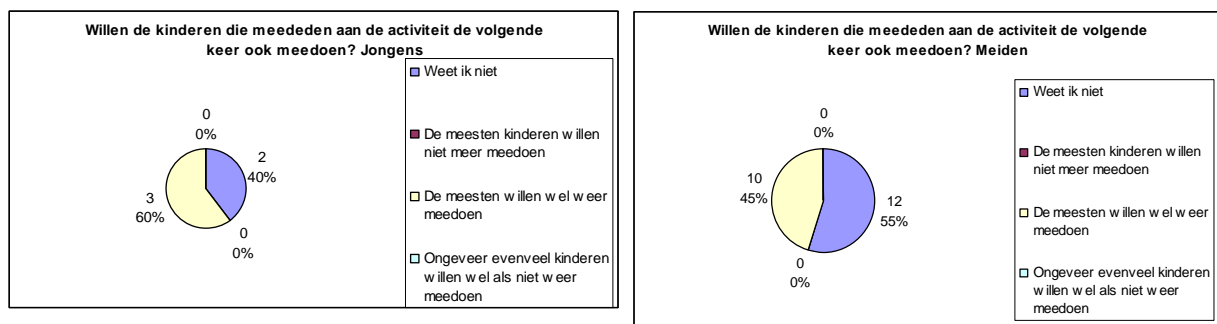 Willen de kinderen die meededen aan de activiteit de volgende
keer ook meedoen? Jongens
0
0%
2
40%
3
60%
0
0%
Weet ik niet
De meesten kinderen willen
niet meer meedoen
De meesten willen wel weer
meedoen
Ongeveer evenveel kinderen
willen wel als niet weer
meedoen
Willen de kinderen die meededen aan de activiteit de volgende
keer ook meedoen? Meiden
0
0%
10
45%
12
55%
0
0%
Weet ik niet
De meesten kinderen willen
niet meer meedoen
De meesten willen wel weer
meedoen
Ongeveer evenveel kinderen
willen wel als niet weer
meedoen